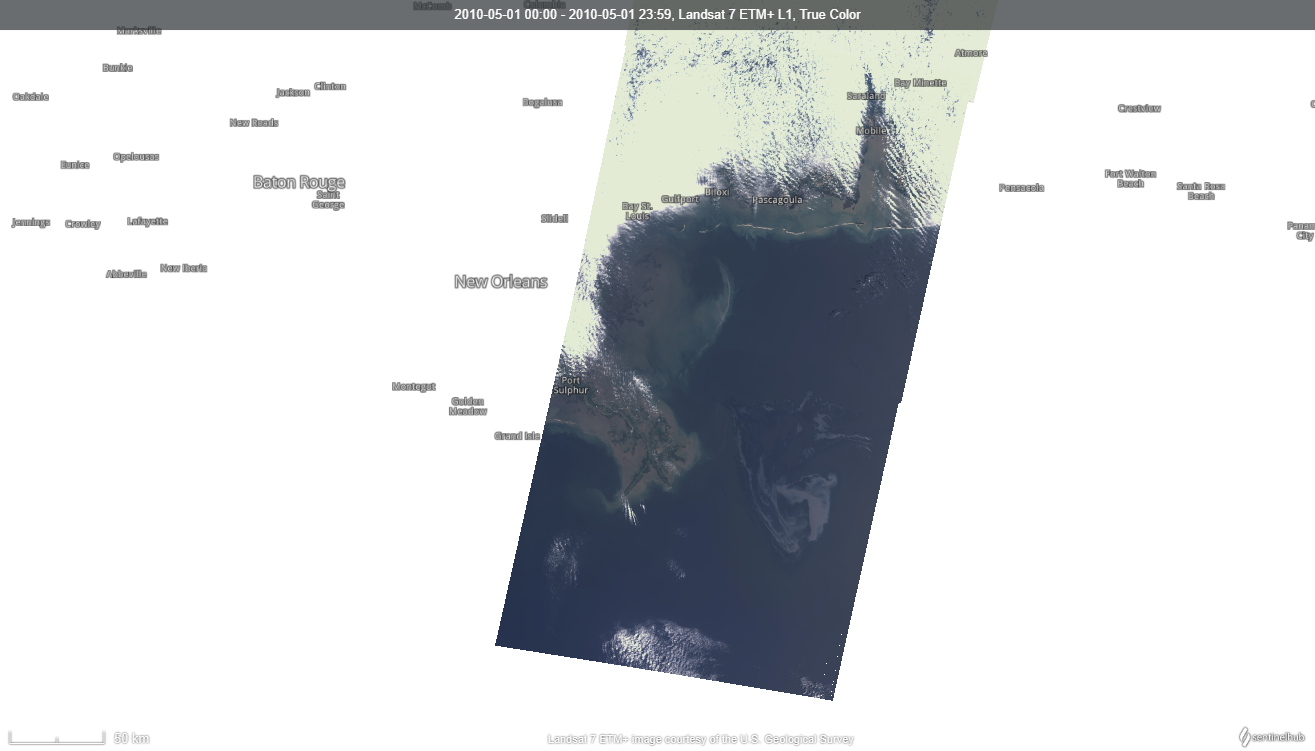 McComb
Columbia
2010-05-01 00:00 - 2010-05-01 23:59, Landsat 7 ETM+ L1, True Color
Marksville
Atmore
Bunkie
Bay Minette
Clinton
Jackson
Oakdale
Saraland
Bogalusa
Crestview
New Roads
Mobile
Opelousas
Eunice
Baton Rouge
Fort Walton
Beach
Pensacola
Santa Rosa
Beach
Saint
George
Biloxi
Gulfport
Pascagoula
Bay St.
Louis
Slidell
Jennings
Crowley
Lafayette
Panam
City
Abbeville
New Iberia
New Orleans
Port
Sulphur
Montegut
Golden
Meadow
Grand Isle
50 km
Landsat 7 ETM+ image courtesy of the U.S. Geological Survey
sentinelhub